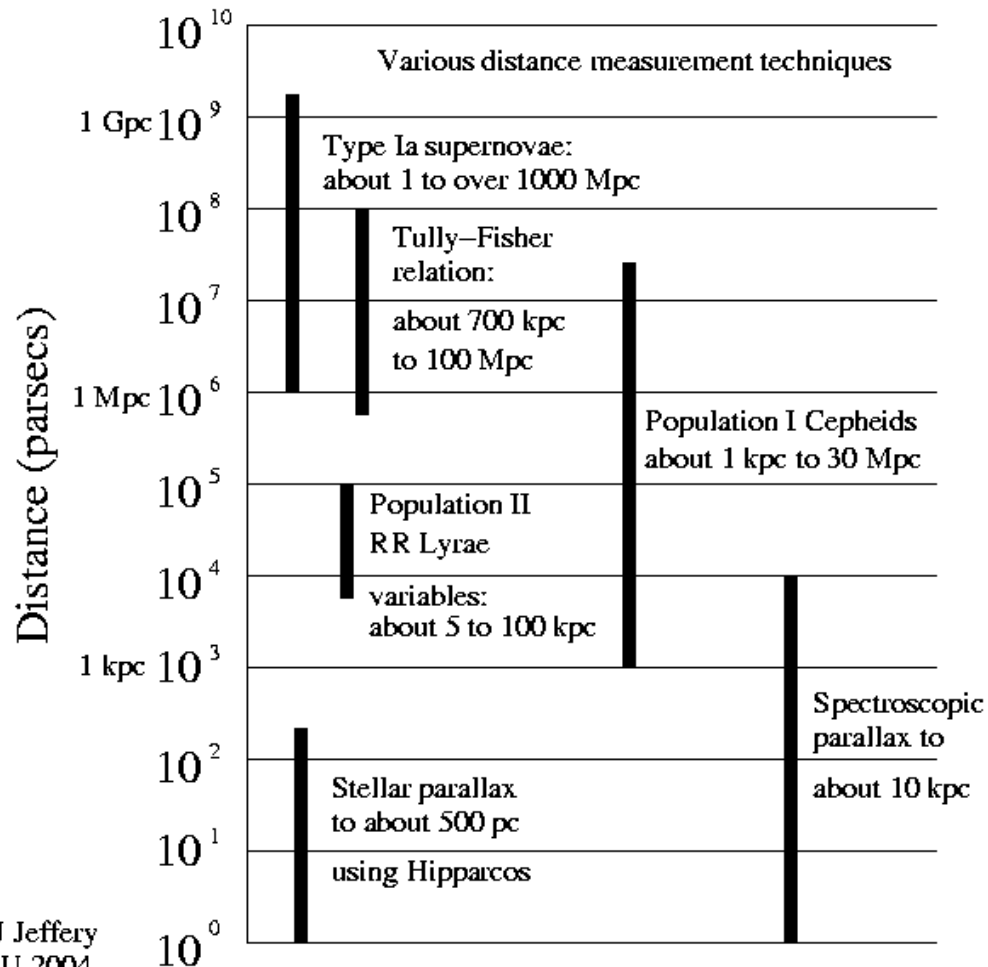 10 10
Various distance measurement techniques
1 Gpc 10 9
Type Ia supernovae:
about 1 to over 1000 Mpc
10 8
Tully–Fisher
relation:
10 7
about 700 kpc
to 100 Mpc
1 Mpc 10 6
Population I Cepheids
about 1 kpc to 30 Mpc
10 5
Population II
RR Lyrae
10 4
variables:
about 5 to 100 kpc
1 kpc 10 3
Spectroscopic
parallax to
about 10 kpc
10 2
Stellar parallax
to about 500 pc
using Hipparcos
10 1
10 0
Distance (parsecs)
Jeffery
2004